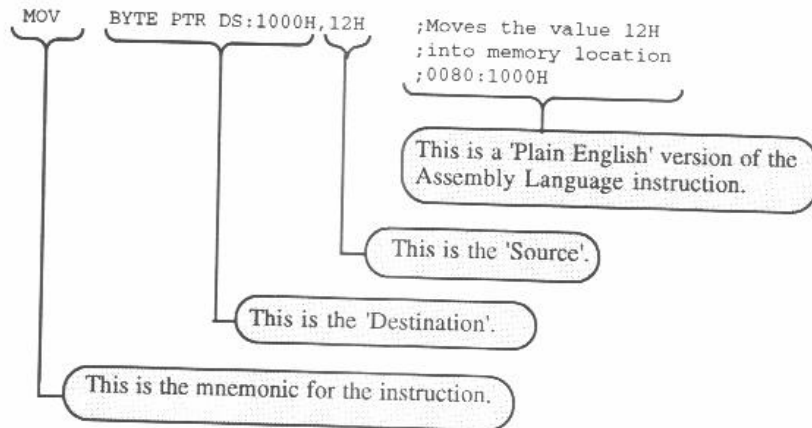 MOV BYTE PTR DS:1000H,12H ;Moves the value 12H
;into memory location
;0080:1000H
This is a 'Plain English' version of the
Assembly Language instruction.
This is the 'Source'.
This is the 'Destination'.
This is the mnemonic for the instruction.